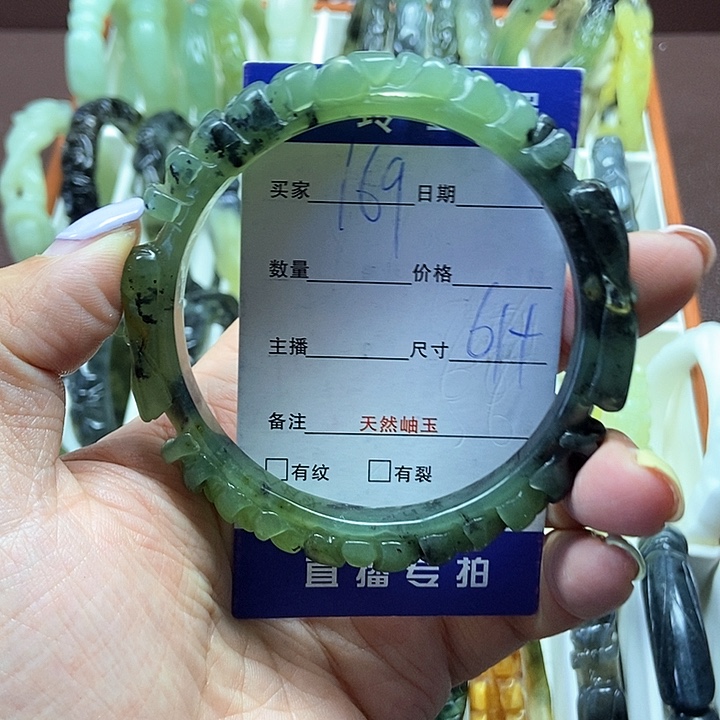 买家 169 日期
数量 价格
主播 尺寸 614
备注 天然岫玉
□有纹 □有裂
直播专拍